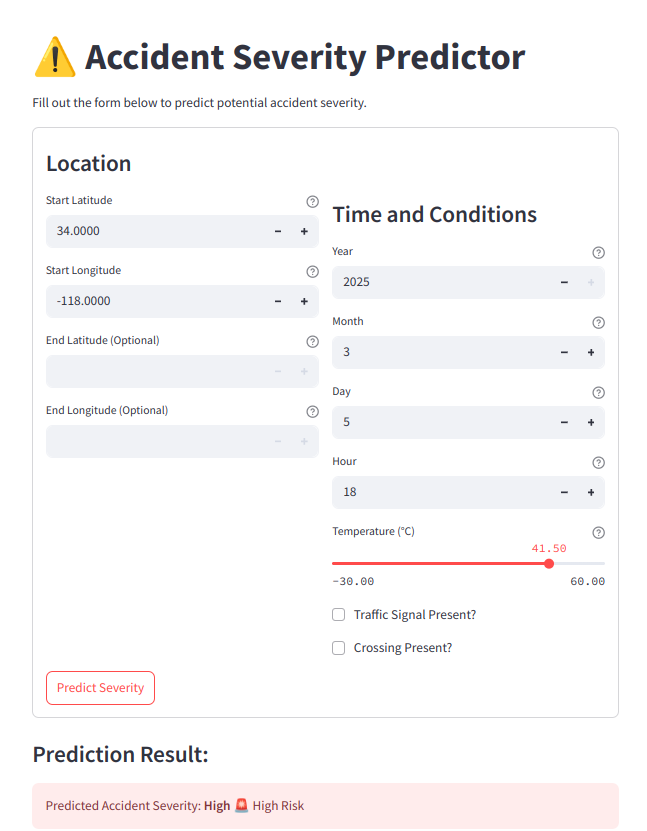 ⚠️ Accident Severity Predictor
Fill out the form below to predict potential accident severity.
Location
Start Latitude
34.0000
Start Longitude
-118.0000
End Latitude (Optional)
End Longitude (Optional)
Time and Conditions
Year
2025
Month
3
Day
5
Hour
18
Temperature (°C)
41.50
-30.00 60.00
Traffic Signal Present?
Crossing Present?
Predict Severity
Prediction Result:
Predicted Accident Severity: High 🚨 High Risk